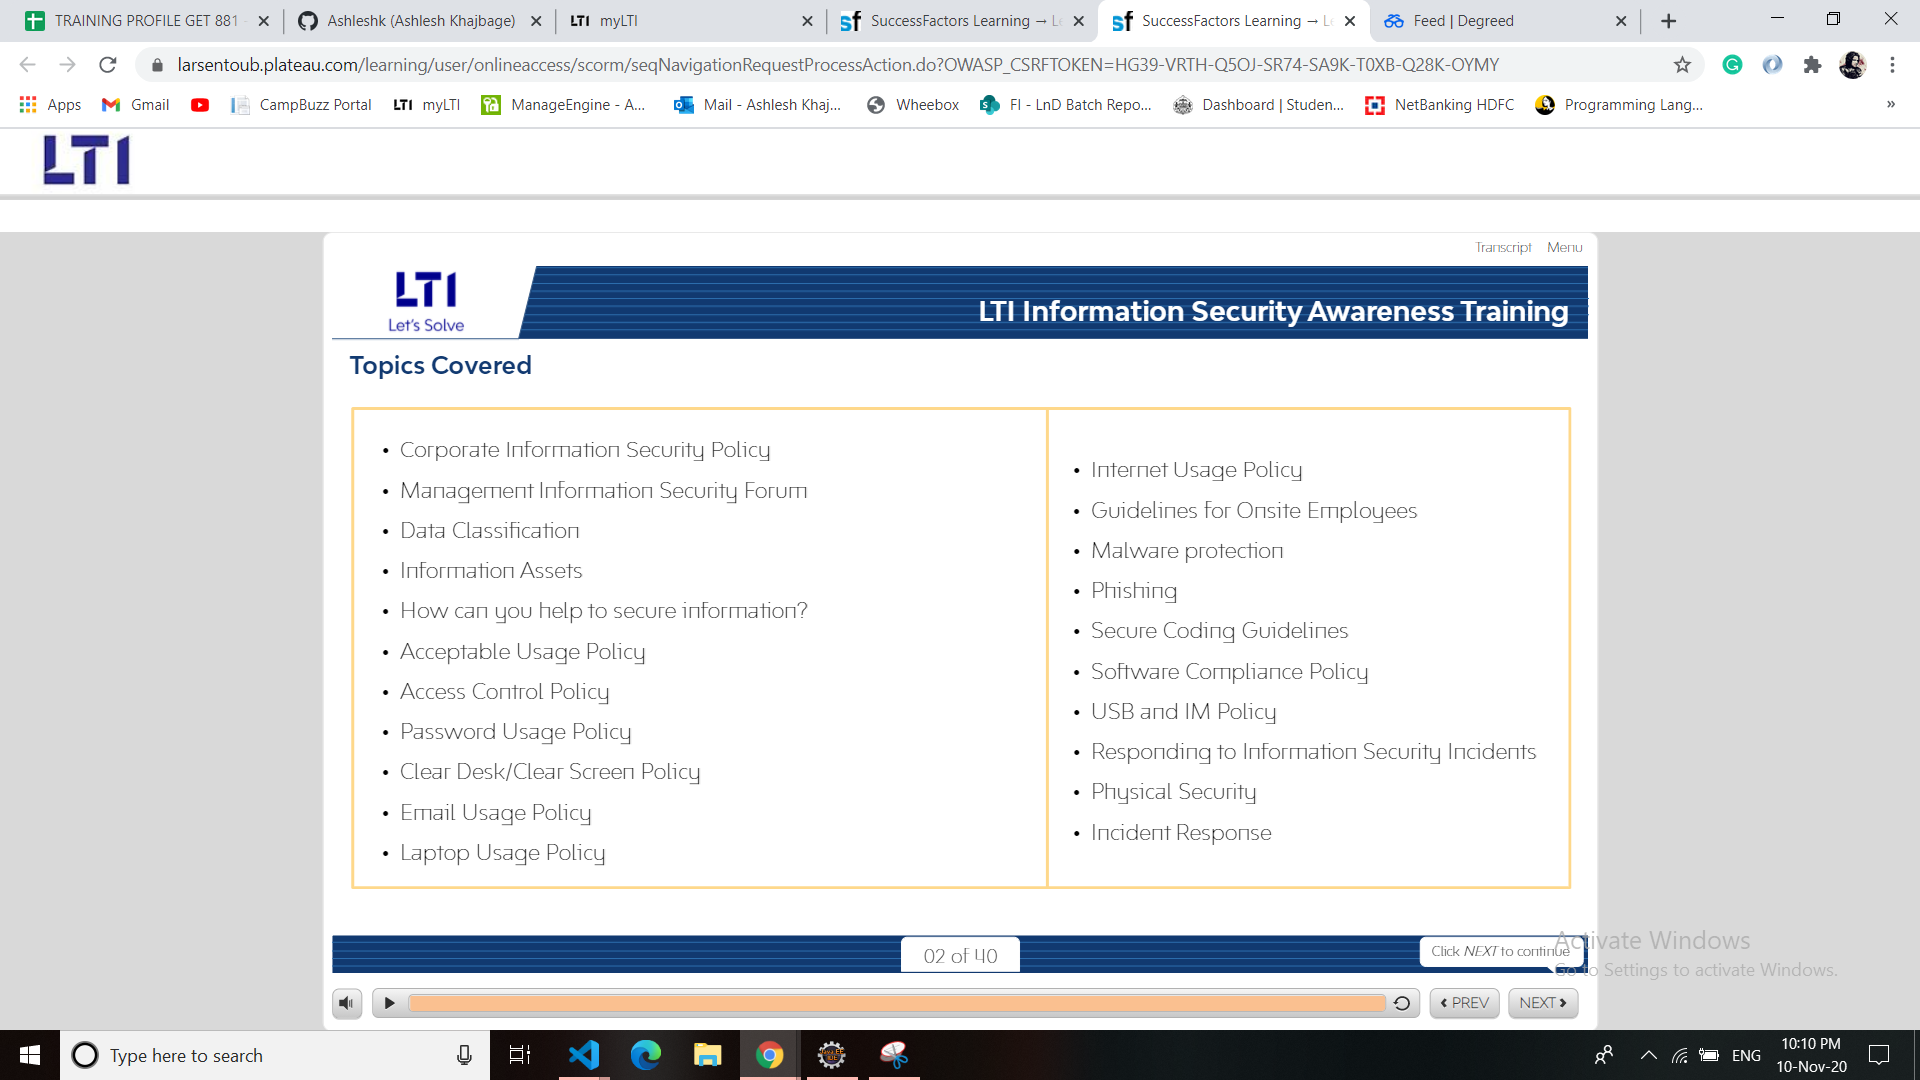 TRAINING PROFILE GET 881
Ashleshk (Ashlesh Khajbage)
LTI myLTI
SuccessFactors Learning → L
SuccessFactors Learning → L
Feed | Degreed
larsentoub.plateau.com/learning/user/onlineaccess/scorm/seqNavigationRequestProcessAction.do?OWASP_CSRFTOKEN=HG39-VRTH-Q5OJ-SR74-SA9K-T0XB-Q28K-OYMY
Apps
Gmail
CampBuzz Portal
LTI myLTI
ManageEngine - A...
Mail - Ashlesh Khaj...
Wheebox
FI - LnD Batch Repo...
Dashboard | Studen...
NetBanking HDFC
Programming Lang...
»
LTI
Transcript Menu
LTI
Let's Solve
LTI Information Security Awareness Training
Topics Covered
• Corporate Information Security Policy
• Management Information Security Forum
• Data Classification
• Information Assets
• How can you help to secure information?
• Acceptable Usage Policy
• Access Control Policy
• Password Usage Policy
• Clear Desk/Clear Screen Policy
• Email Usage Policy
• Laptop Usage Policy
• Internet Usage Policy
• Guidelines for Onsite Employees
• Malware protection
• Phishing
• Secure Coding Guidelines
• Software Compliance Policy
• USB and IM Policy
• Responding to Information Security Incidents
• Physical Security
• Incident Response
02 of 40
Click NEXT to continue
Activate Windows
Go to Settings to activate Windows.
PREV
NEXT
Type here to search
ENG
10:10 PM
10-Nov-20